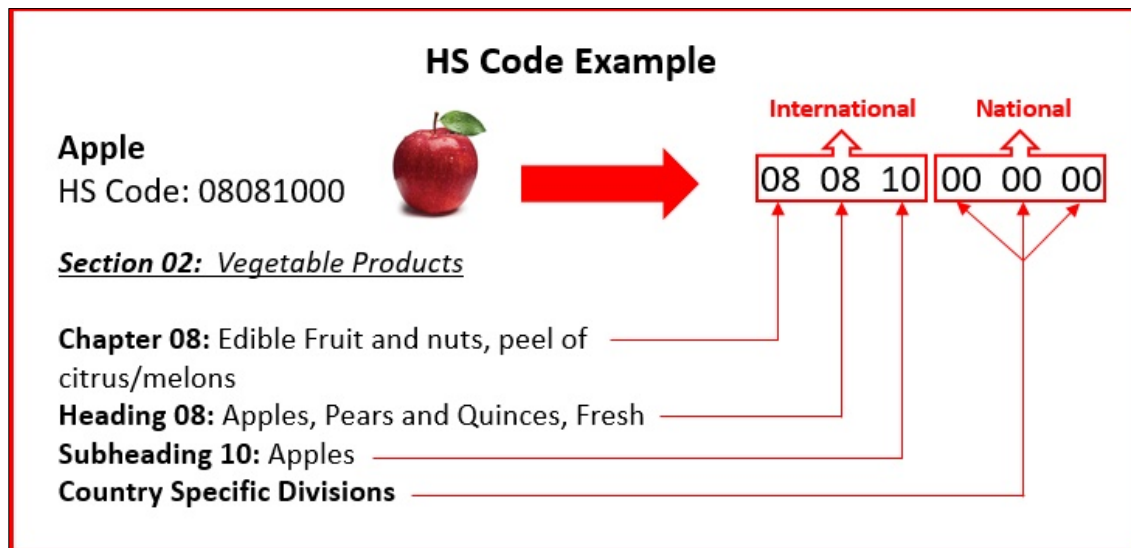 HS Code Example
International National
Apple
HS Code: 08081000
08 08 10 00 00 00
Section 02: Vegetable Products
Chapter 08: Edible Fruit and nuts, peel of
citrus/melons
Heading 08: Apples, Pears and Quinces, Fresh
Subheading 10: Apples
Country Specific Divisions